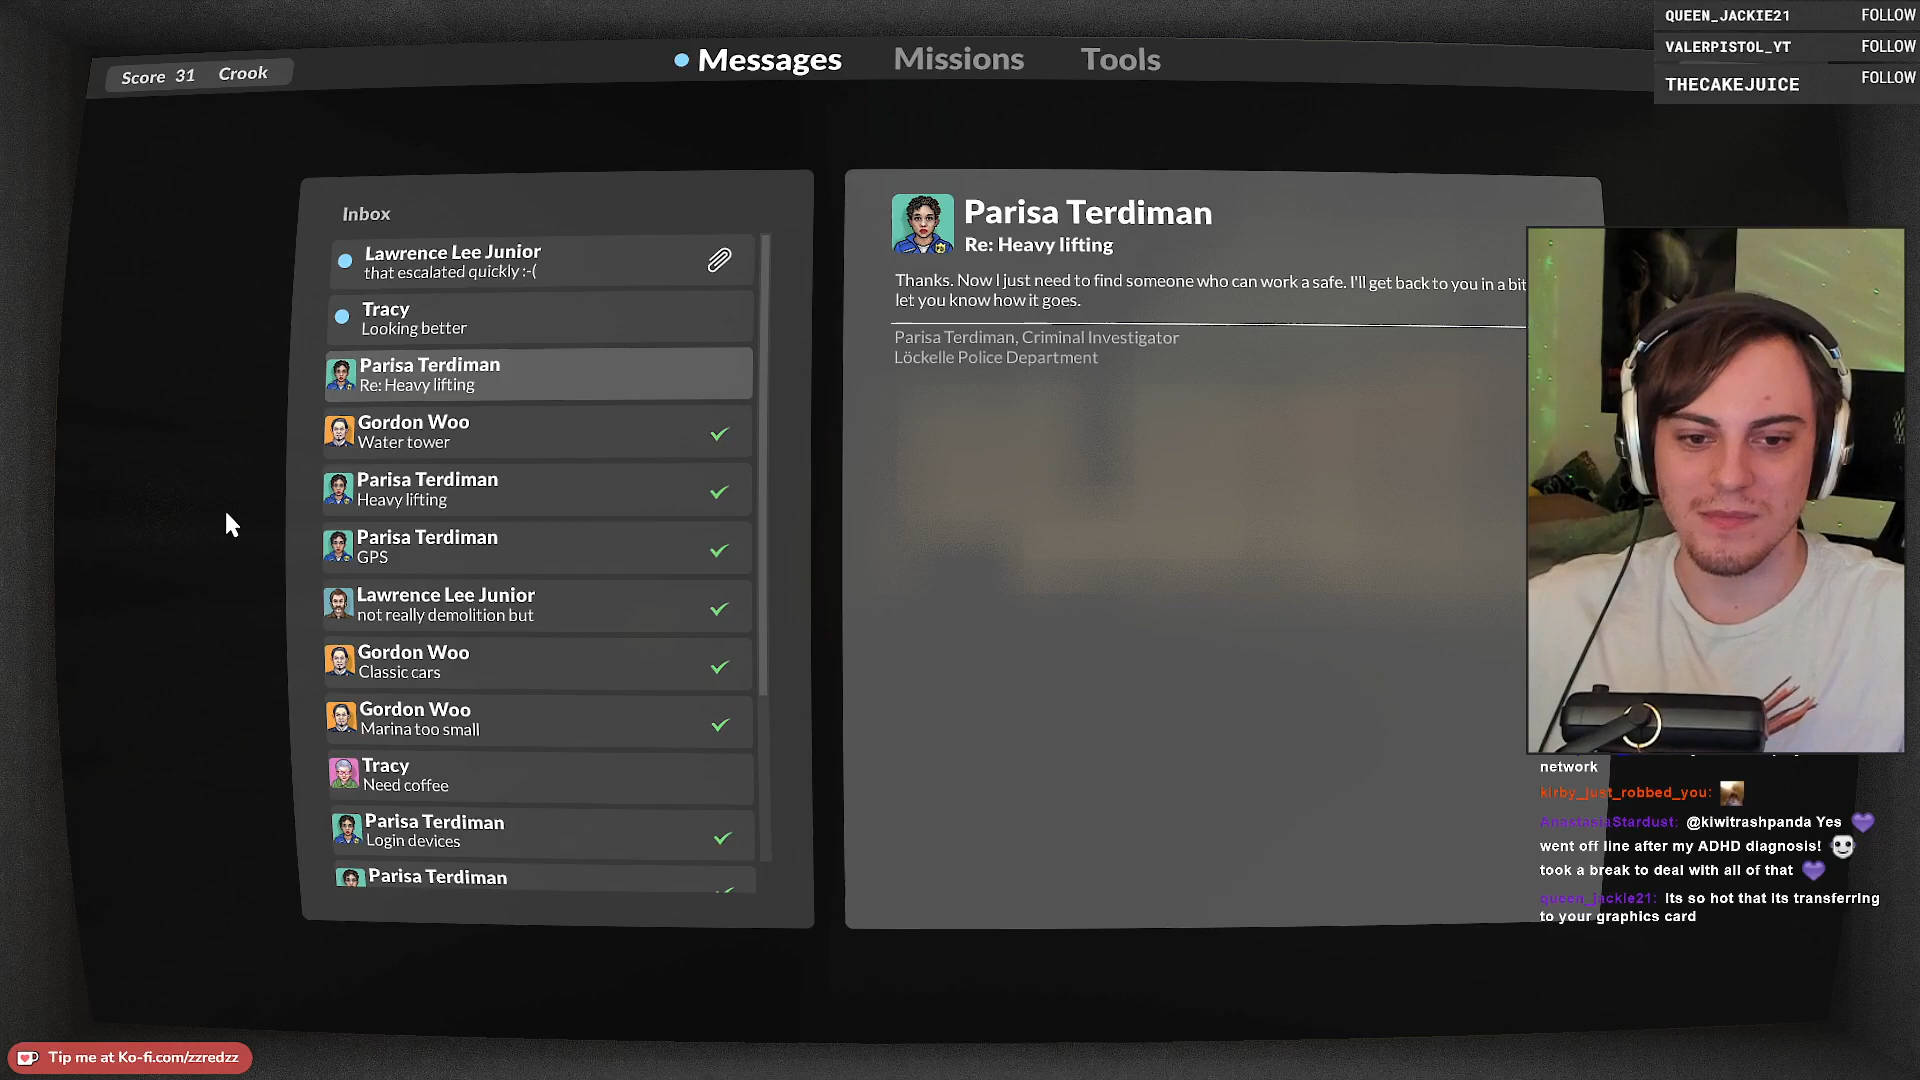 QUEEN_JACKIE21 FOLLOW
VALERPISTOL_YT FOLLOW
THECAKEJUICE FOLLOW
Score 31 Crook
Messages Missions Tools
Inbox
Lawrence Lee Junior
that escalated quickly :-(
Tracy
Looking better
Parisa Terdiman
Re: Heavy lifting
Gordon Woo
Water tower
Parisa Terdiman
Heavy lifting
Parisa Terdiman
GPS
Lawrence Lee Junior
not really demolition but
Gordon Woo
Classic cars
Gordon Woo
Marina too small
Tracy
Need coffee
Parisa Terdiman
Login devices
Parisa Terdiman
Parisa Terdiman
Re: Heavy lifting
Thanks. Now I just need to find someone who can work a safe. I'll get back to you in a bit
let you know how it goes.
Parisa Terdiman, Criminal Investigator
Löckelle Police Department
PD
network
kirby_just_robbed_you:
AnastasiaStardust: @kiwitrashpanda Yes
went off line after my ADHD diagnosis!
took a break to deal with all of that
queen_jackie21: Its so hot that its transferring
to your graphics card
Tip me at Ko-fi.com/zzredzz